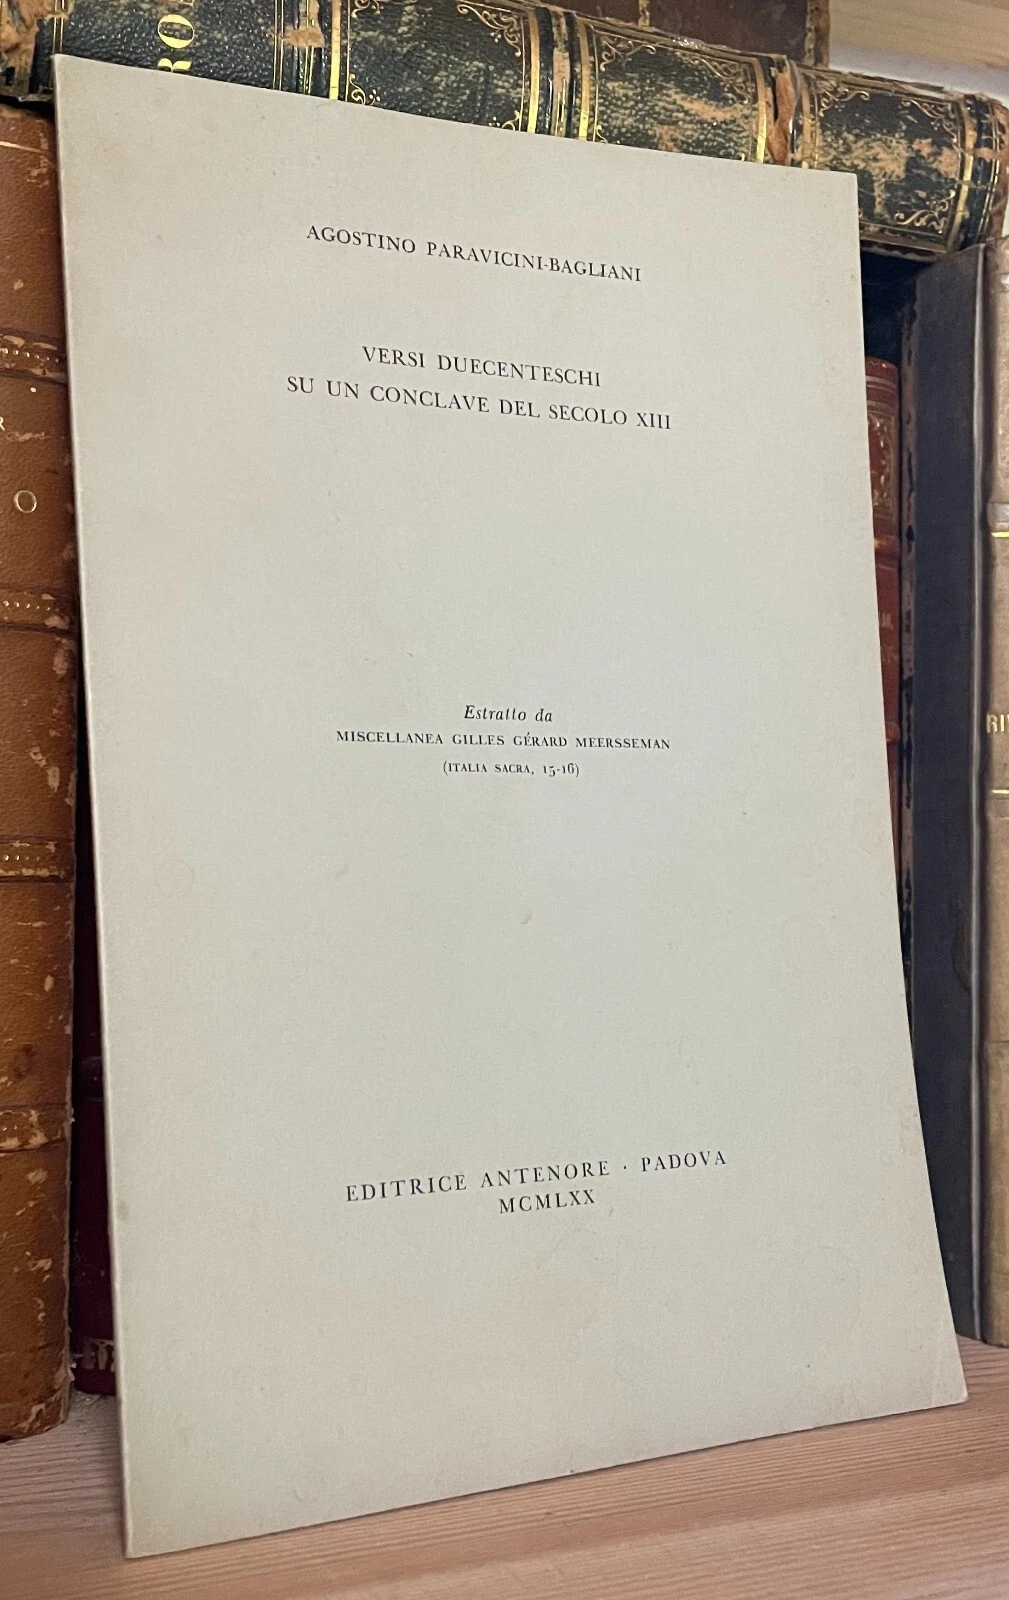 AGOSTINO PARAVICINI-BAGLIANI
VERSI DUECENTESCHI
SU UN CONCLAVE DEL SECOLO XIII
Estratto da
MISCELLANEA GILLES GÉRARD MEERSSEMAN
(ITALIA SACRA, 15-16)
EDITRICE ANTENORE · PADOVA
MCMLXX